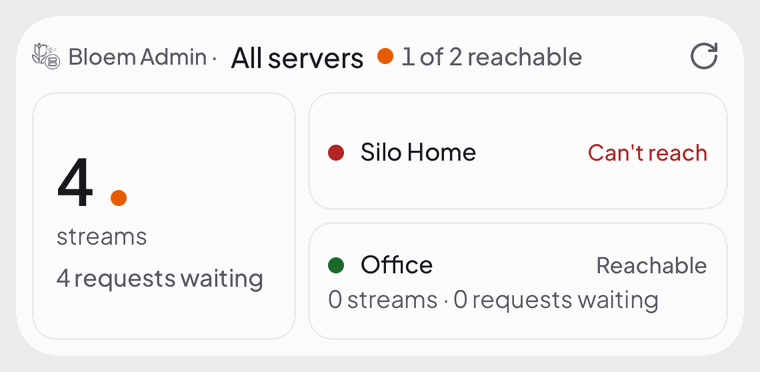 Bloem Admin · All servers 1 of 2 reachable
4
streams
4 requests waiting
Silo Home Can't reach
Office Reachable
0 streams · 0 requests waiting